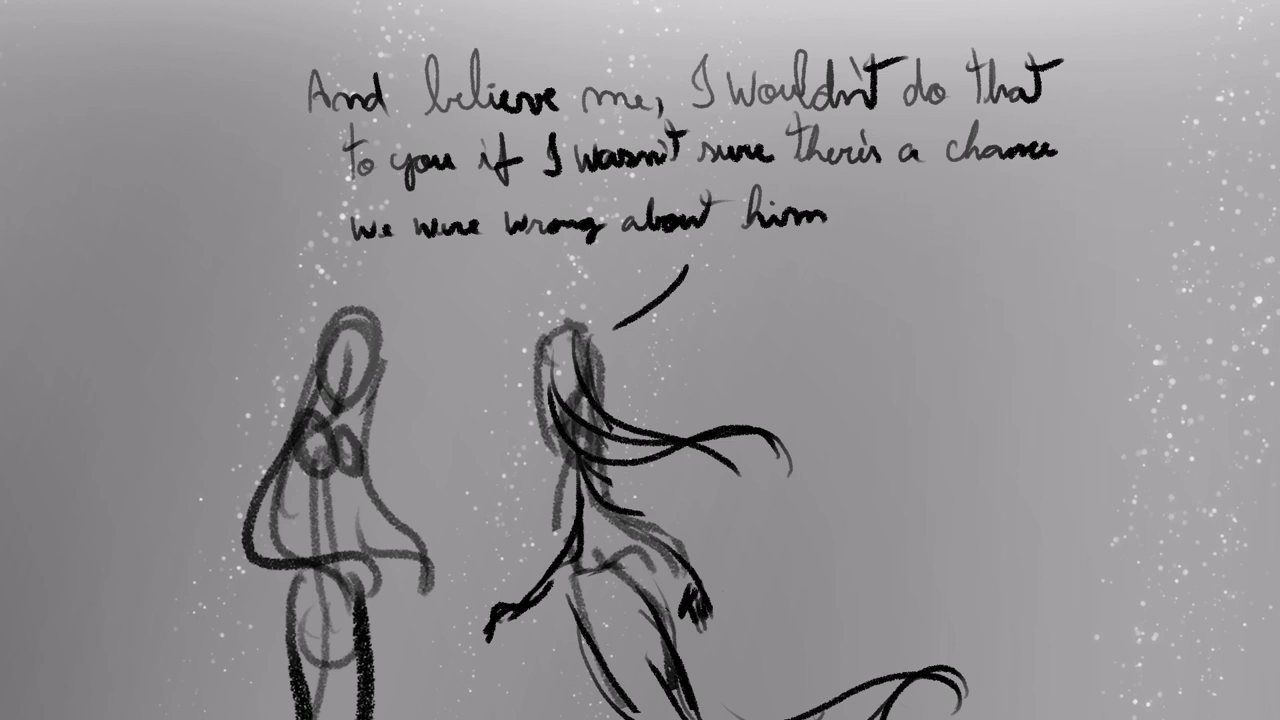 And believe me, I wouldn't do that
to you if I wasn't sure there's a chance
we were wrong about him